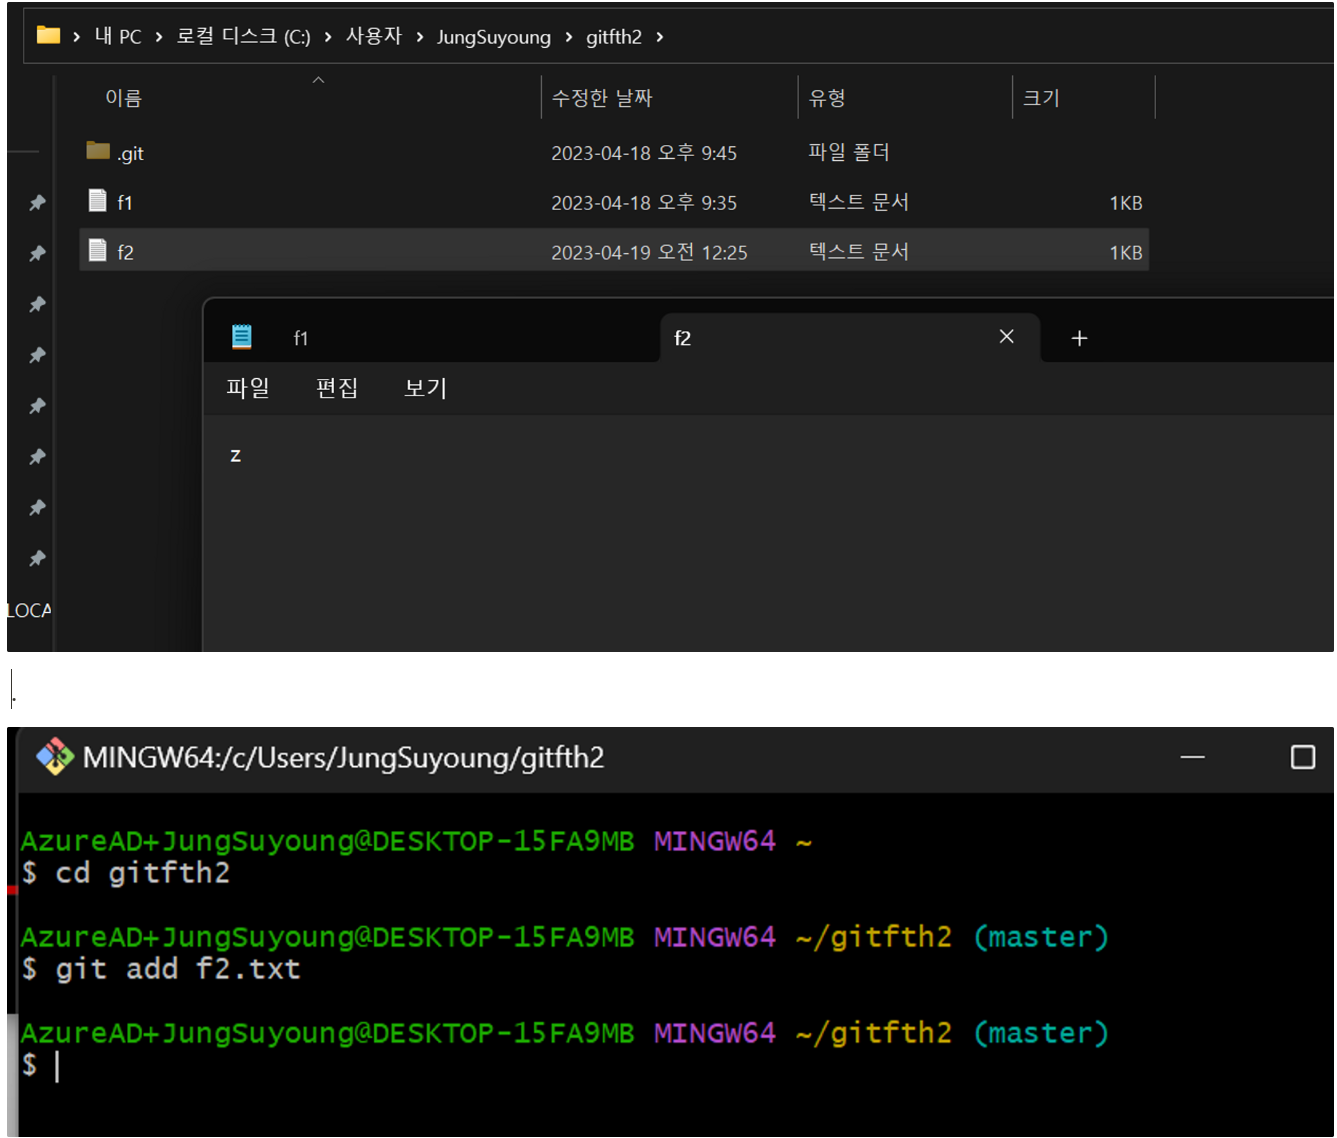 내 PC > 로컬 디스크 (C:) > 사용자 > JungSuyoung > gitfth2 >
이름 수정한 날짜 유형 크기
.git 2023-04-18 오후 9:45 파일 폴더
f1 2023-04-18 오후 9:35 텍스트 문서 1KB
f2 2023-04-19 오전 12:25 텍스트 문서 1KB
f1 f2
파일 편집 보기
z
LOCA
.
MINGW64:/c/Users/JungSuyoung/gitfth2
AzureAD+JungSuyoung@DESKTOP-15FA9MB MINGW64 ~
$ cd gitfth2
AzureAD+JungSuyoung@DESKTOP-15FA9MB MINGW64 ~/gitfth2 (master)
$ git add f2.txt
AzureAD+JungSuyoung@DESKTOP-15FA9MB MINGW64 ~/gitfth2 (master)
$